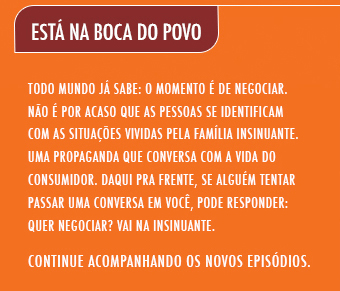 ESTÁ NA BOCA DO POVO
TODO MUNDO JÁ SABE: O MOMENTO É DE NEGOCIAR.
NÃO É POR ACASO QUE AS PESSOAS SE IDENTIFICAM
COM AS SITUAÇÕES VIVIDAS PELA FAMÍLIA INSINUANTE.
UMA PROPAGANDA QUE CONVERSA COM A VIDA DO
CONSUMIDOR. DAQUI PRA FRENTE, SE ALGUÉM TENTAR
PASSAR UMA CONVERSA EM VOCÊ, PODE RESPONDER:
QUER NEGOCIAR? VAI NA INSINUANTE.
CONTINUE ACOMPANHANDO OS NOVOS EPISÓDIOS.